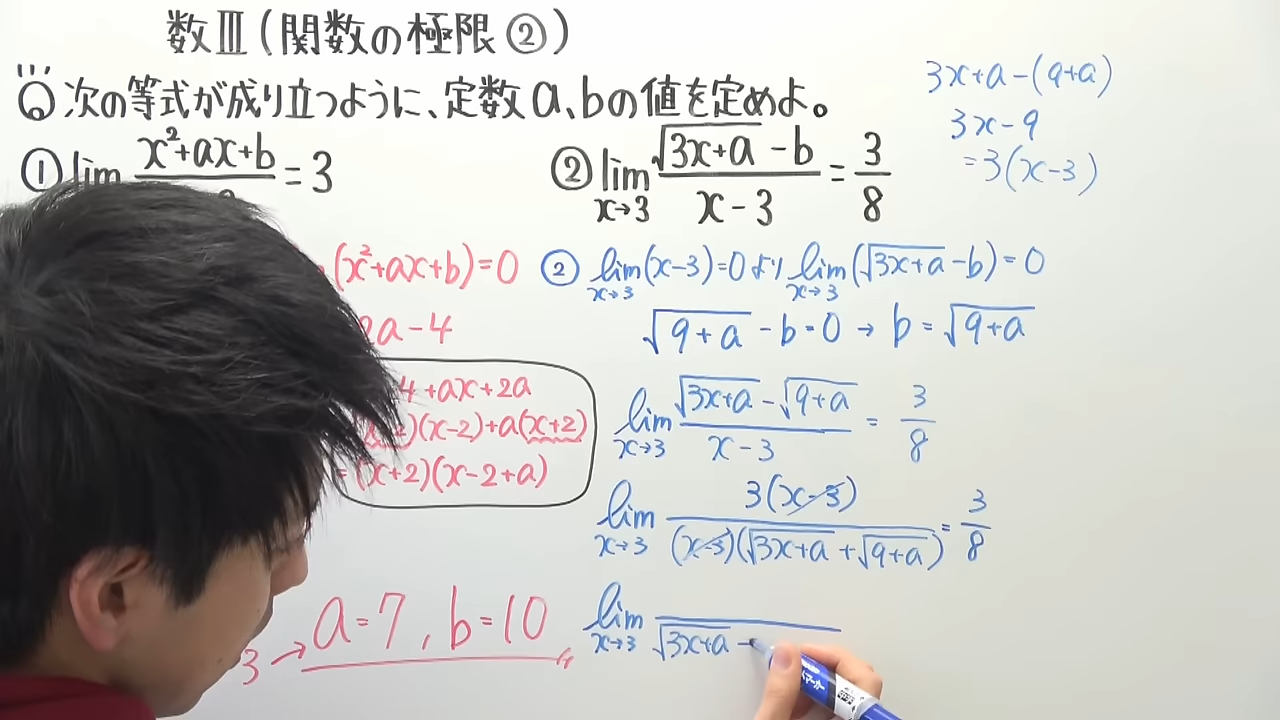 数Ⅲ(関数の極限②)
Q 次の等式が成り立つように、定数a、bの値を定めよ。
① lim x²+ax+b = 3
② lim x→3 √(3x+a) -b / x-3 = 3/8
3x+a-(9+a)
3x-9
=3(x-3)
(x²+ax+b)=0
2a-4
4+ax+2a
(x-2)+a(x+2)
=(x+2)(x-2+a)
3→ a=7, b=10
② lim x→3 (x-3)=0 より lim x→3 (√(3x+a) -b)=0
√(9+a) -b=0 → b=√(9+a)
lim x→3 √(3x+a) -√(9+a) / x-3 = 3/8
lim x→3 3(x-3) / (x-3)(√(3x+a) +√(9+a)) = 3/8
lim x→3 √(3x+a)